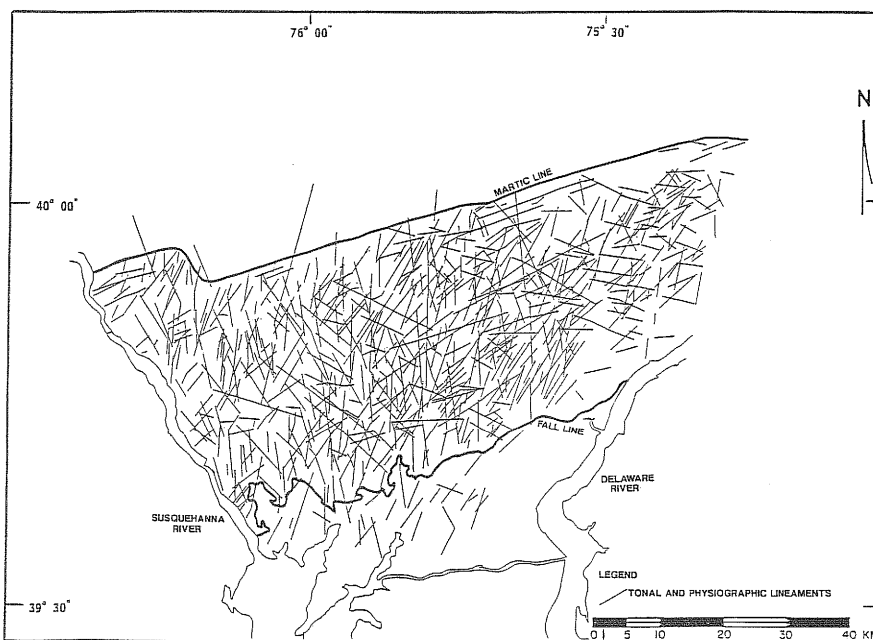 76° 00'
75° 30'
N
MARTIC LINE
40° 00'
FALL LINE
DELAWARE
RIVER
SUSQUEHANNA
RIVER
LEGEND
TONAL AND PHYSIOGRAPHIC LINEAMENTS
39° 30'
0 5 10 20 30 40 KM